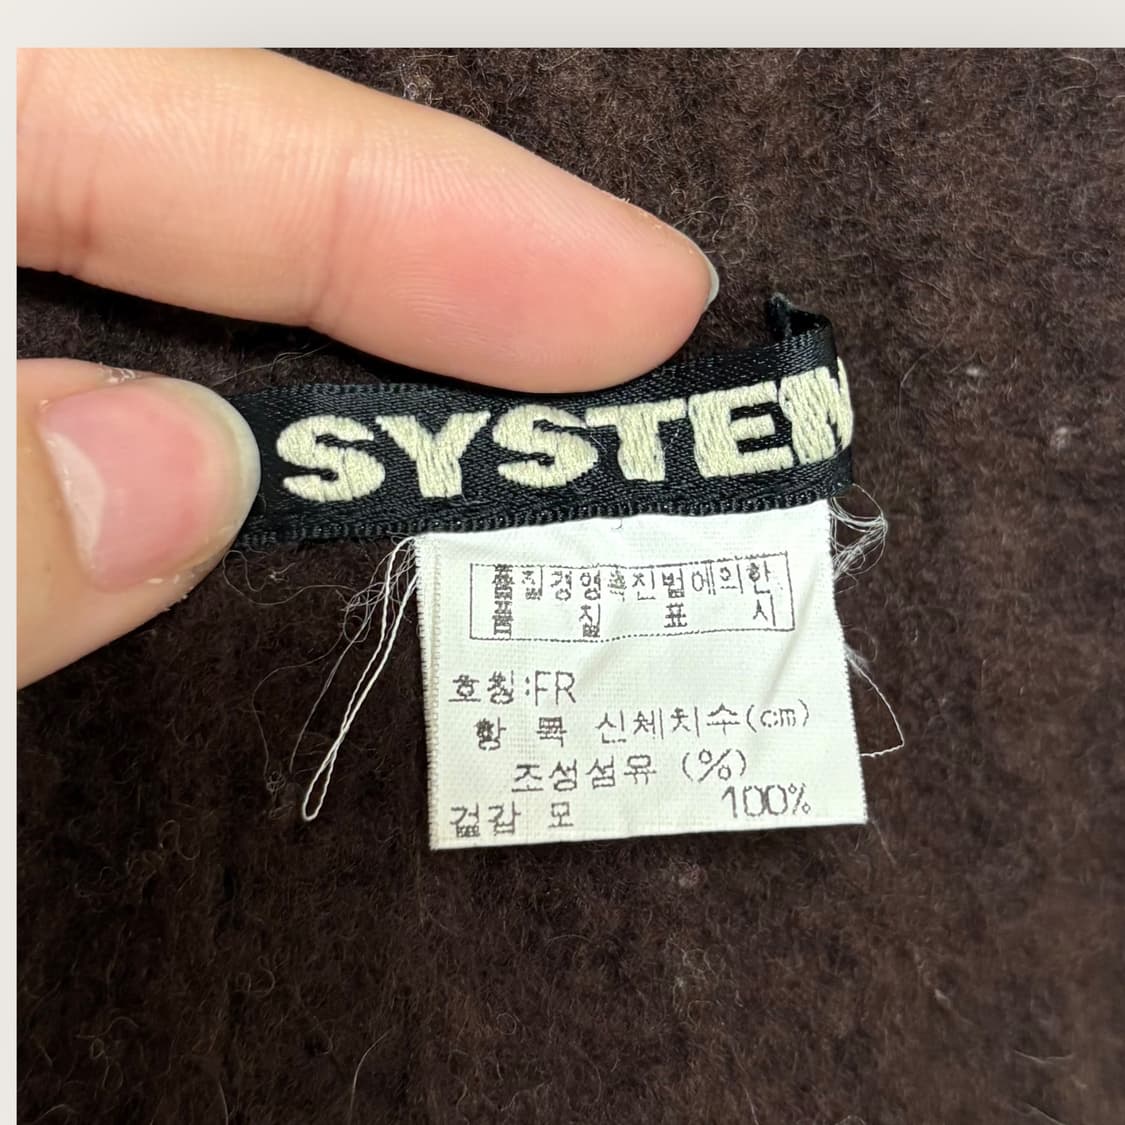 SYSTEM
품질경영촉진법에의한
품 질 표 시
호칭:FR
항 목 신체치수(cm)
조성섬유 (%)
겉감 모 100%